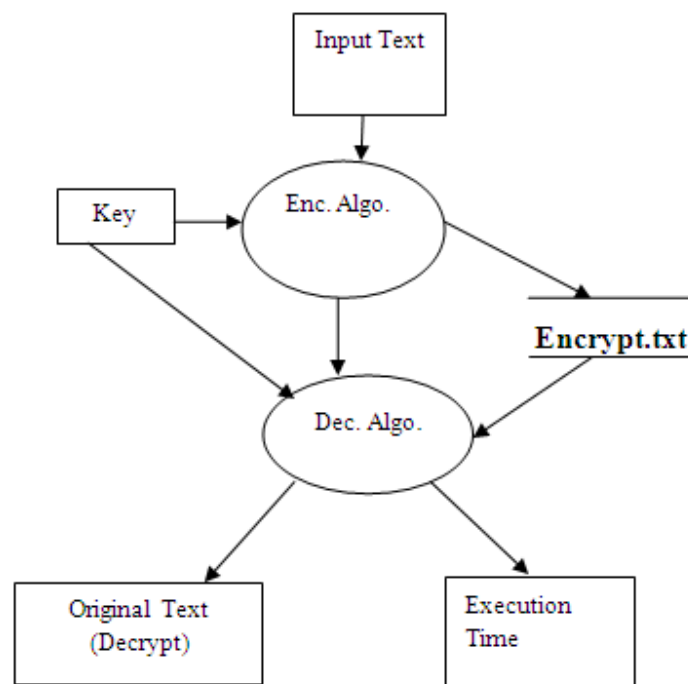 Input Text
Enc. Algo.
Key
Encrypt.txt
Dec. Algo.
Original Text
(Decrypt)
Execution
Time